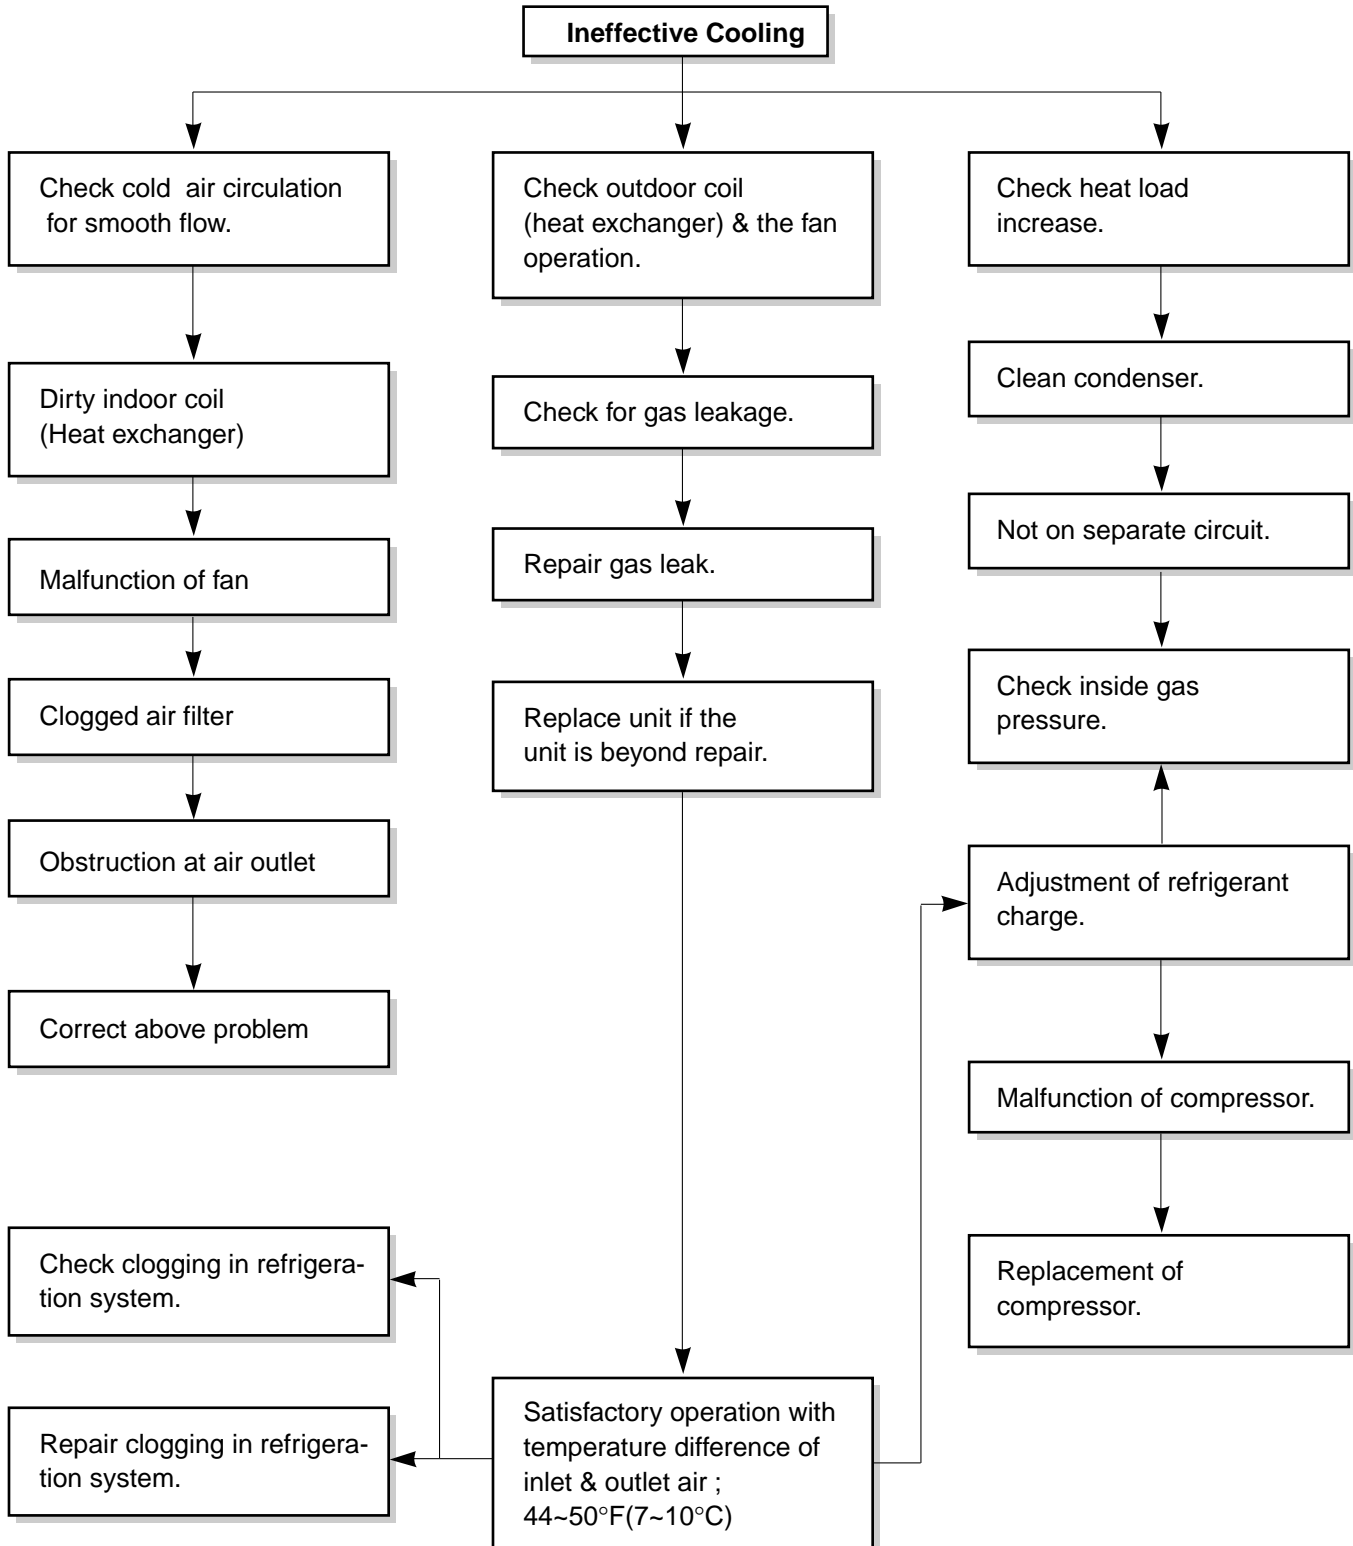 Ineffective Cooling
Check cold air circulation
for smooth flow.
Dirty indoor coil
(Heat exchanger)
Malfunction of fan
Clogged air filter
Obstruction at air outlet
Correct above problem
Check clogging in refrigera-
tion system.
Repair clogging in refrigera-
tion system.
Check outdoor coil
(heat exchanger) & the fan
operation.
Check for gas leakage.
Repair gas leak.
Replace unit if the
unit is beyond repair.
Satisfactory operation with
temperature difference of
inlet & outlet air ;
44~50°F(7~10°C)
Check heat load
increase.
Clean condenser.
Not on separate circuit.
Check inside gas
pressure.
Adjustment of refrigerant
charge.
Malfunction of compressor.
Replacement of
compressor.